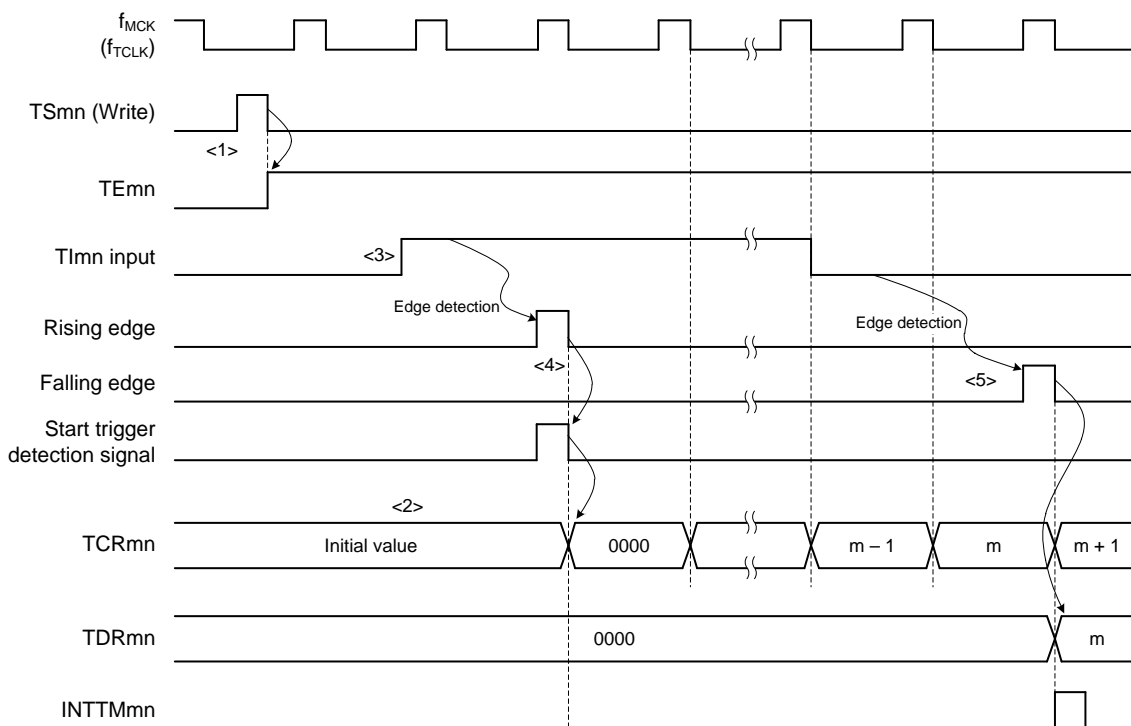 fMCK
(fTCLK)
TSmn (Write)
<1>
TEmn
TImn input
<3>
Edge detection
Edge detection
Rising edge
<4>
Falling edge
<5>
Start trigger
detection signal
<2>
TCRmn
Initial value
0000
m – 1
m
m + 1
TDRmn
0000
m
INTTMmn